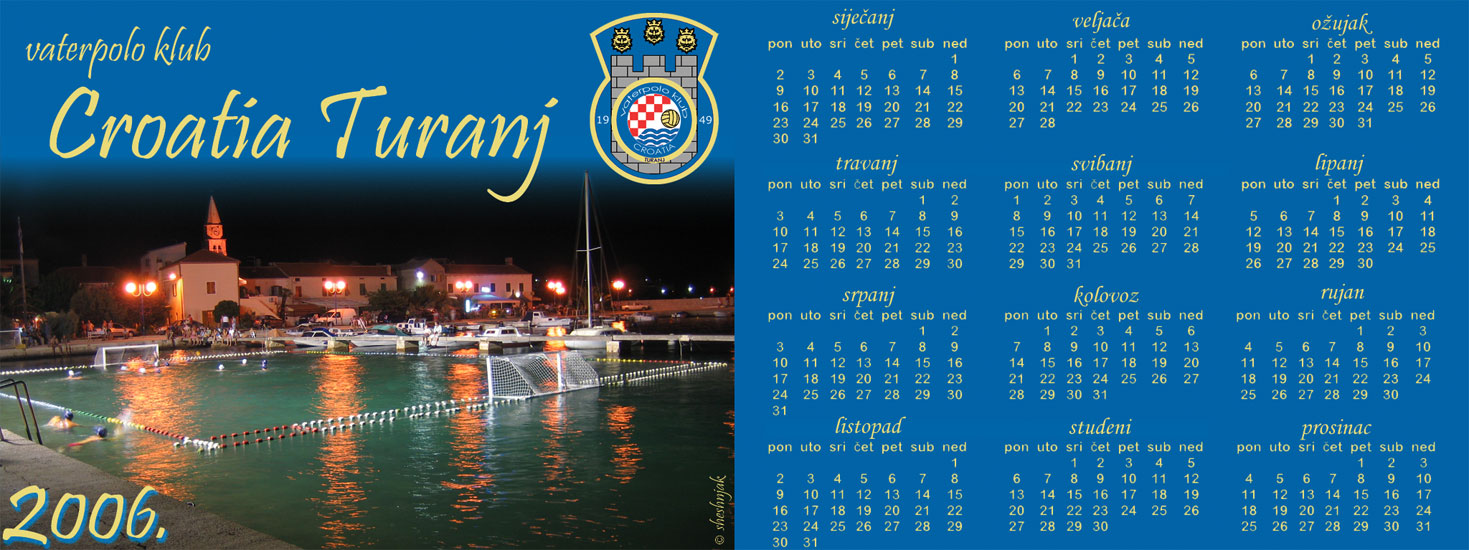 vaterpolo klub
Croatia Turanj
19 49
vaterpolo klub
CROATIA
TURANJ
2006.
© sheshmjak
siječanj
pon uto sri čet pet sub ned
1
2 3 4 5 6 7 8
9 10 11 12 13 14 15
16 17 18 19 20 21 22
23 24 25 26 27 28 29
30 31
veljača
pon uto sri čet pet sub ned
1 2 3 4 5
6 7 8 9 10 11 12
13 14 15 16 17 18 19
20 21 22 23 24 25 26
27 28
ožujak
pon uto sri čet pet sub ned
1 2 3 4 5
6 7 8 9 10 11 12
13 14 15 16 17 18 19
20 21 22 23 24 25 26
27 28 29 30 31
travanj
pon uto sri čet pet sub ned
1 2
3 4 5 6 7 8 9
10 11 12 13 14 15 16
17 18 19 20 21 22 23
24 25 26 27 28 29 30
svibanj
pon uto sri čet pet sub ned
1 2 3 4 5 6 7
8 9 10 11 12 13 14
15 16 17 18 19 20 21
22 23 24 25 26 27 28
29 30 31
lipanj
pon uto sri čet pet sub ned
1 2 3 4
5 6 7 8 9 10 11
12 13 14 15 16 17 18
19 20 21 22 23 24 25
26 27 28 29 30
srpanj
pon uto sri čet pet sub ned
1 2
3 4 5 6 7 8 9
10 11 12 13 14 15 16
17 18 19 20 21 22 23
24 25 26 27 28 29 30
31
kolovoz
pon uto sri čet pet sub ned
1 2 3 4 5 6
7 8 9 10 11 12 13
14 15 16 17 18 19 20
21 22 23 24 25 26 27
28 29 30 31
rujan
pon uto sri čet pet sub ned
1 2 3
4 5 6 7 8 9 10
11 12 13 14 15 16 17
18 19 20 21 22 23 24
25 26 27 28 29 30
listopad
pon uto sri čet pet sub ned
1
2 3 4 5 6 7 8
9 10 11 12 13 14 15
16 17 18 19 20 21 22
23 24 25 26 27 28 29
30 31
studeni
pon uto sri čet pet sub ned
1 2 3 4 5
6 7 8 9 10 11 12
13 14 15 16 17 18 19
20 21 22 23 24 25 26
27 28 29 30
prosinac
pon uto sri čet pet sub ned
1 2 3
4 5 6 7 8 9 10
11 12 13 14 15 16 17
18 19 20 21 22 23 24
25 26 27 28 29 30 31